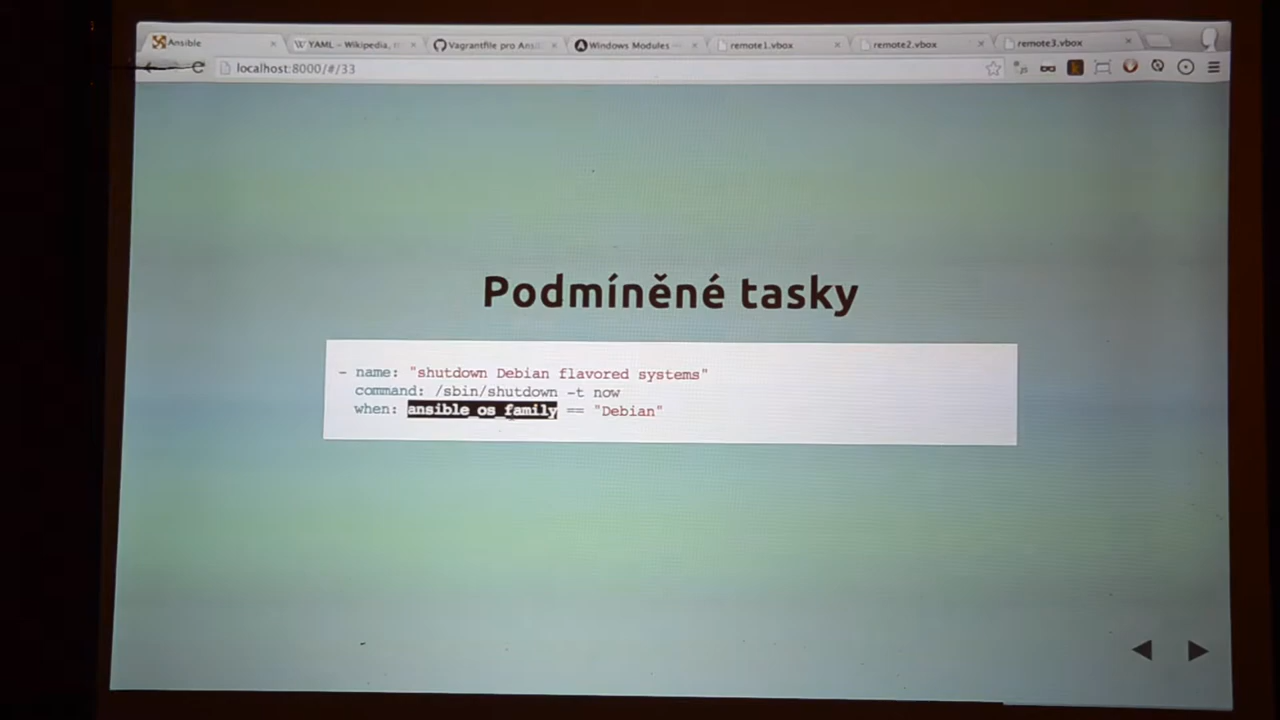 Ansible
YAML – Wikipedia, 
Vagrantfile pro Ans
Windows Modules
remote1.vbox
remote2.vbox
remote3.vbox
localhost:8000/#/33
Podmíněné tasky
- name: "shutdown Debian flavored systems"
command: /sbin/shutdown -t now
when: ansible_os_family == "Debian"